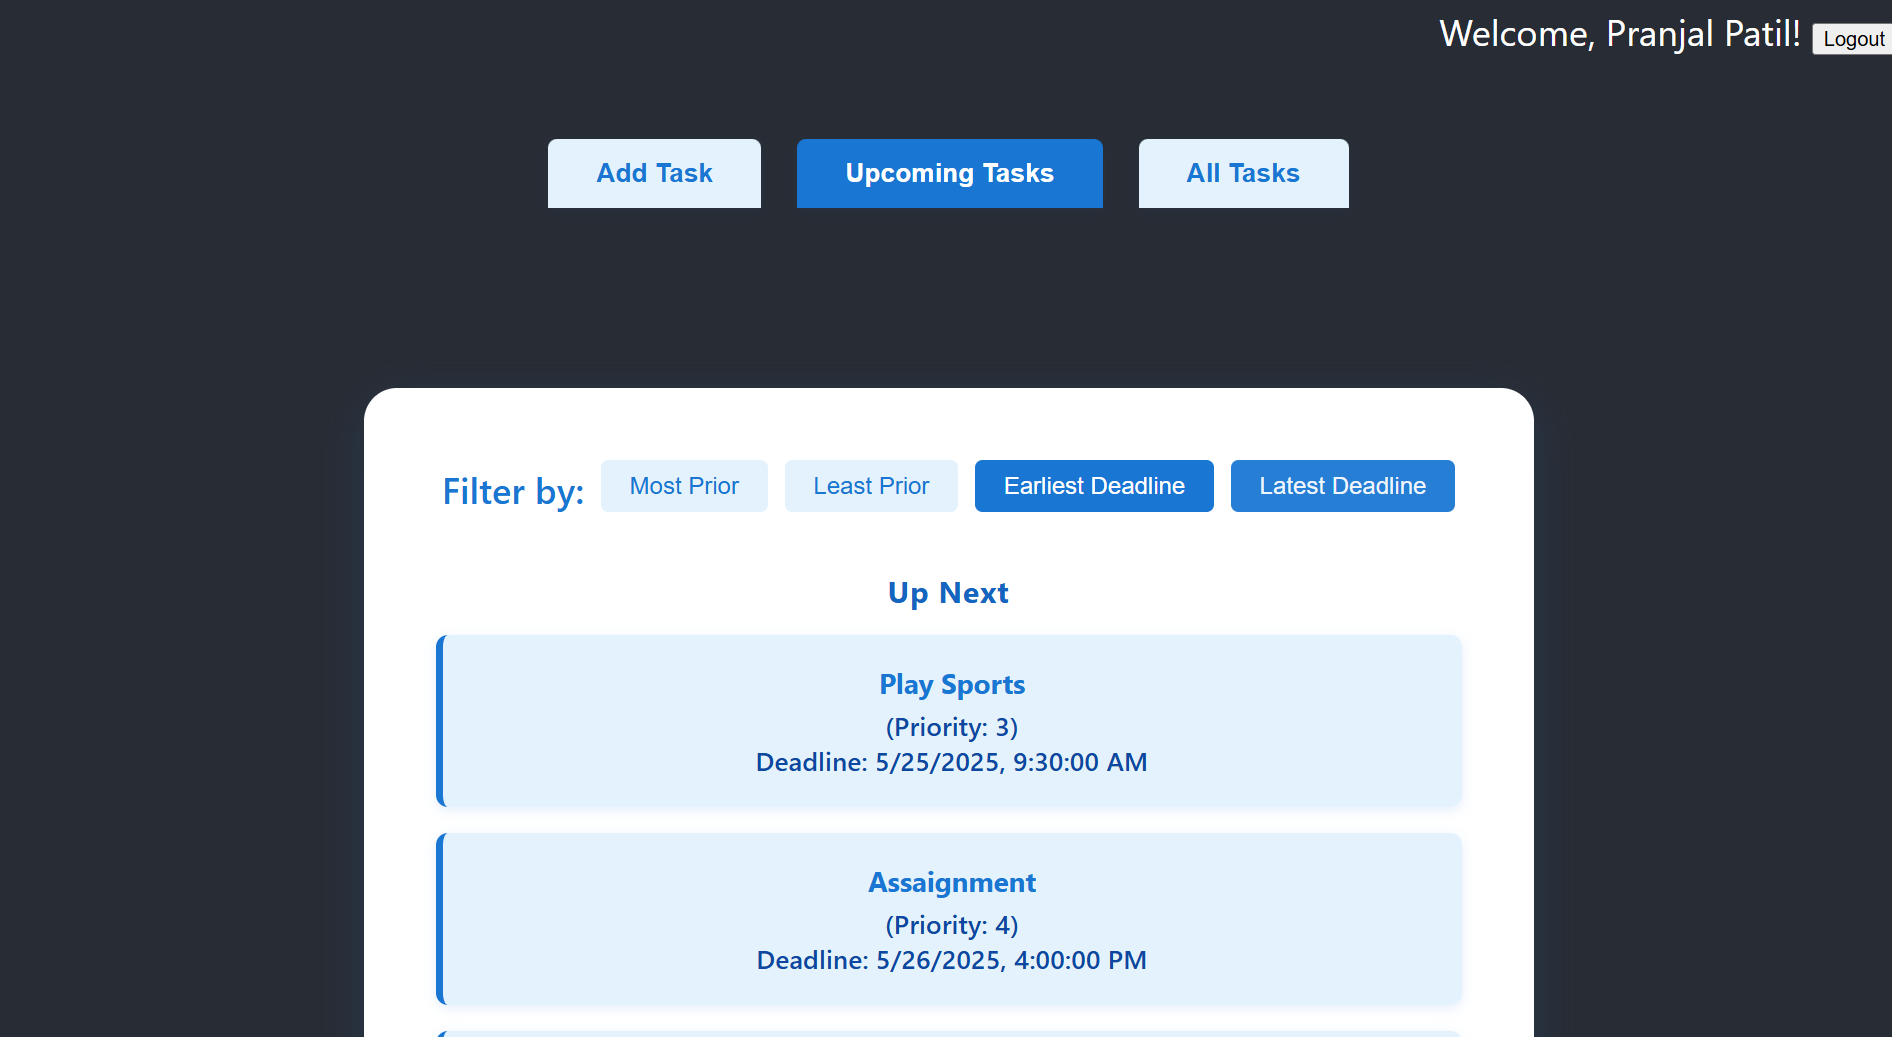 Welcome, Pranjal Patil! Logout
Add Task Upcoming Tasks All Tasks
Filter by: Most Prior Least Prior Earliest Deadline Latest Deadline
Up Next
Play Sports
(Priority: 3)
Deadline: 5/25/2025, 9:30:00 AM
Assaignment
(Priority: 4)
Deadline: 5/26/2025, 4:00:00 PM